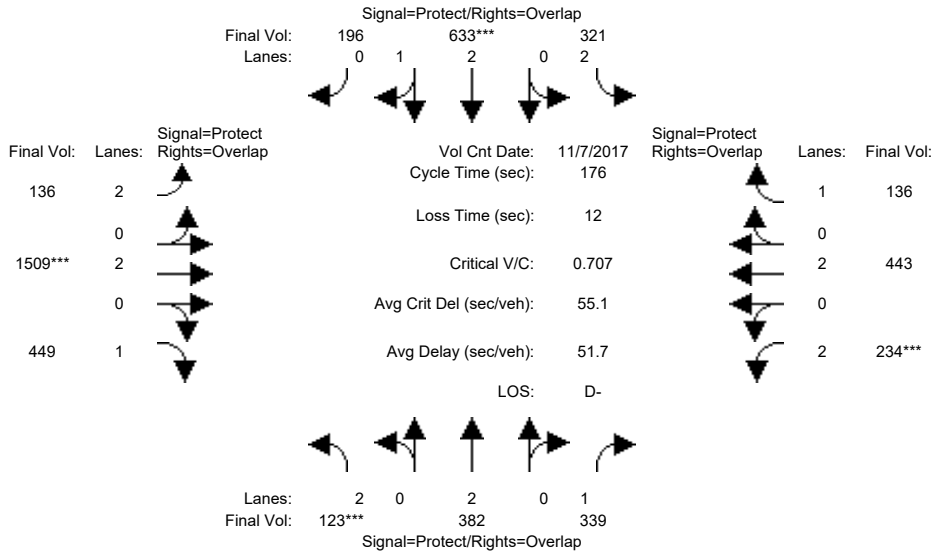 Signal=Protect/Rights=Overlap
Final Vol: 196 633*** 321
Lanes: 0 1 2 0 2
Signal=Protect
Final Vol: Lanes: Rights=Overlap
Vol Cnt Date: 11/7/2017
Signal=Protect
Rights=Overlap Lanes: Final Vol:
Cycle Time (sec): 176
136 2
1 136
Loss Time (sec): 12
0
0
1509*** 2
Critical V/C: 0.707
2 443
0
Avg Crit Del (sec/veh): 55.1
0
449 1
Avg Delay (sec/veh): 51.7
2 234***
LOS: D-
Lanes: 2 0 2 0 1
Final Vol: 123*** 382 339
Signal=Protect/Rights=Overlap